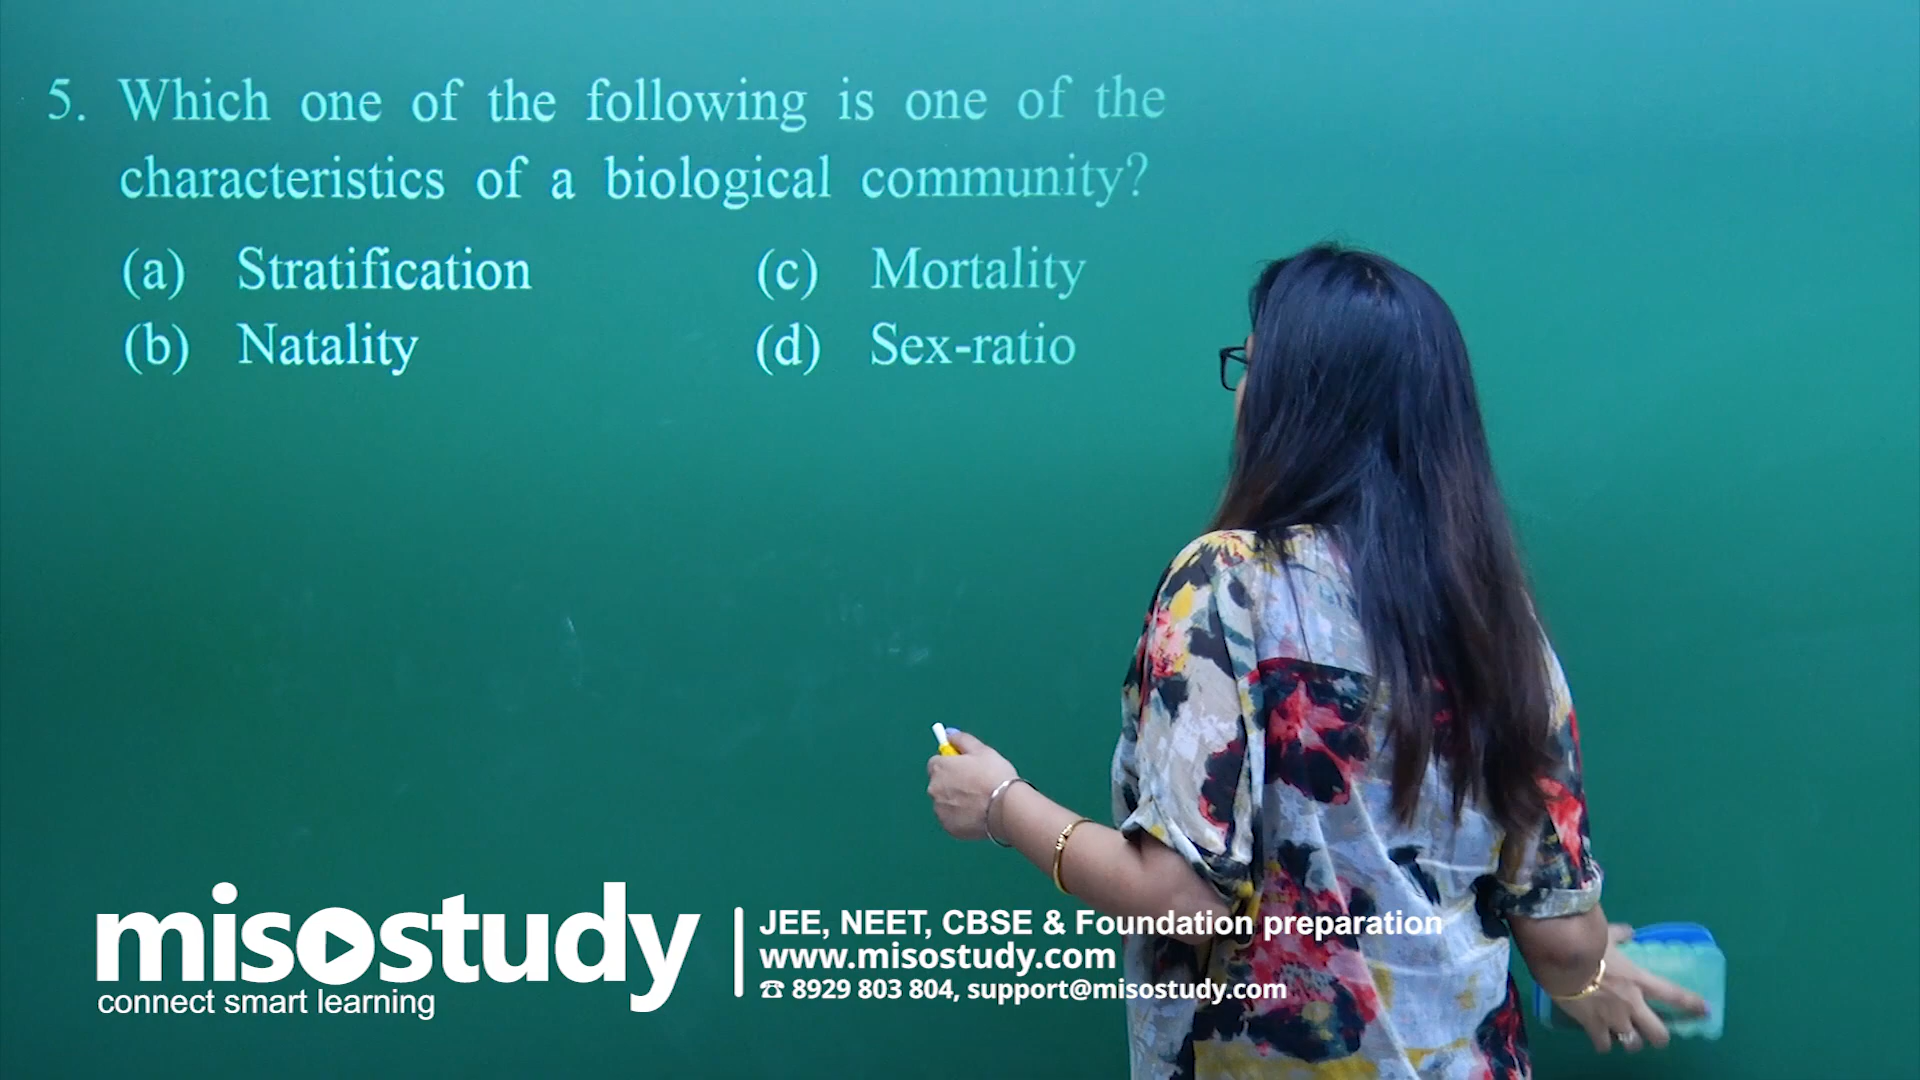 5. Which one of the following is one of the
characteristics of a biological community?
(a) Stratification (c) Mortality
(b) Natality (d) Sex-ratio
misostudy
connect smart learning
JEE, NEET, CBSE & Foundation preparation
www.misostudy.com
☎ 8929 803 804, support@misostudy.com